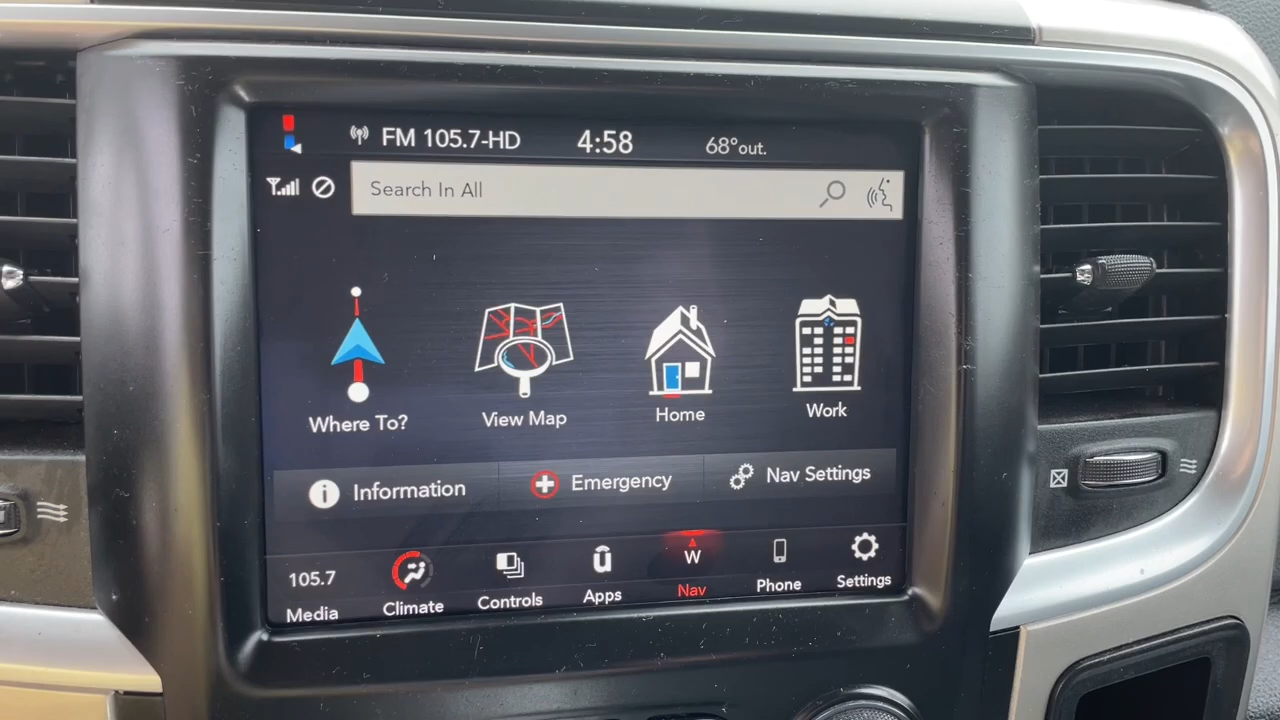 FM 105.7-HD 4:58 68°out.
Search In All
Where To? View Map Home Work
Information Emergency Nav Settings
105.7 W
Media Climate Controls Apps Nav Phone Settings